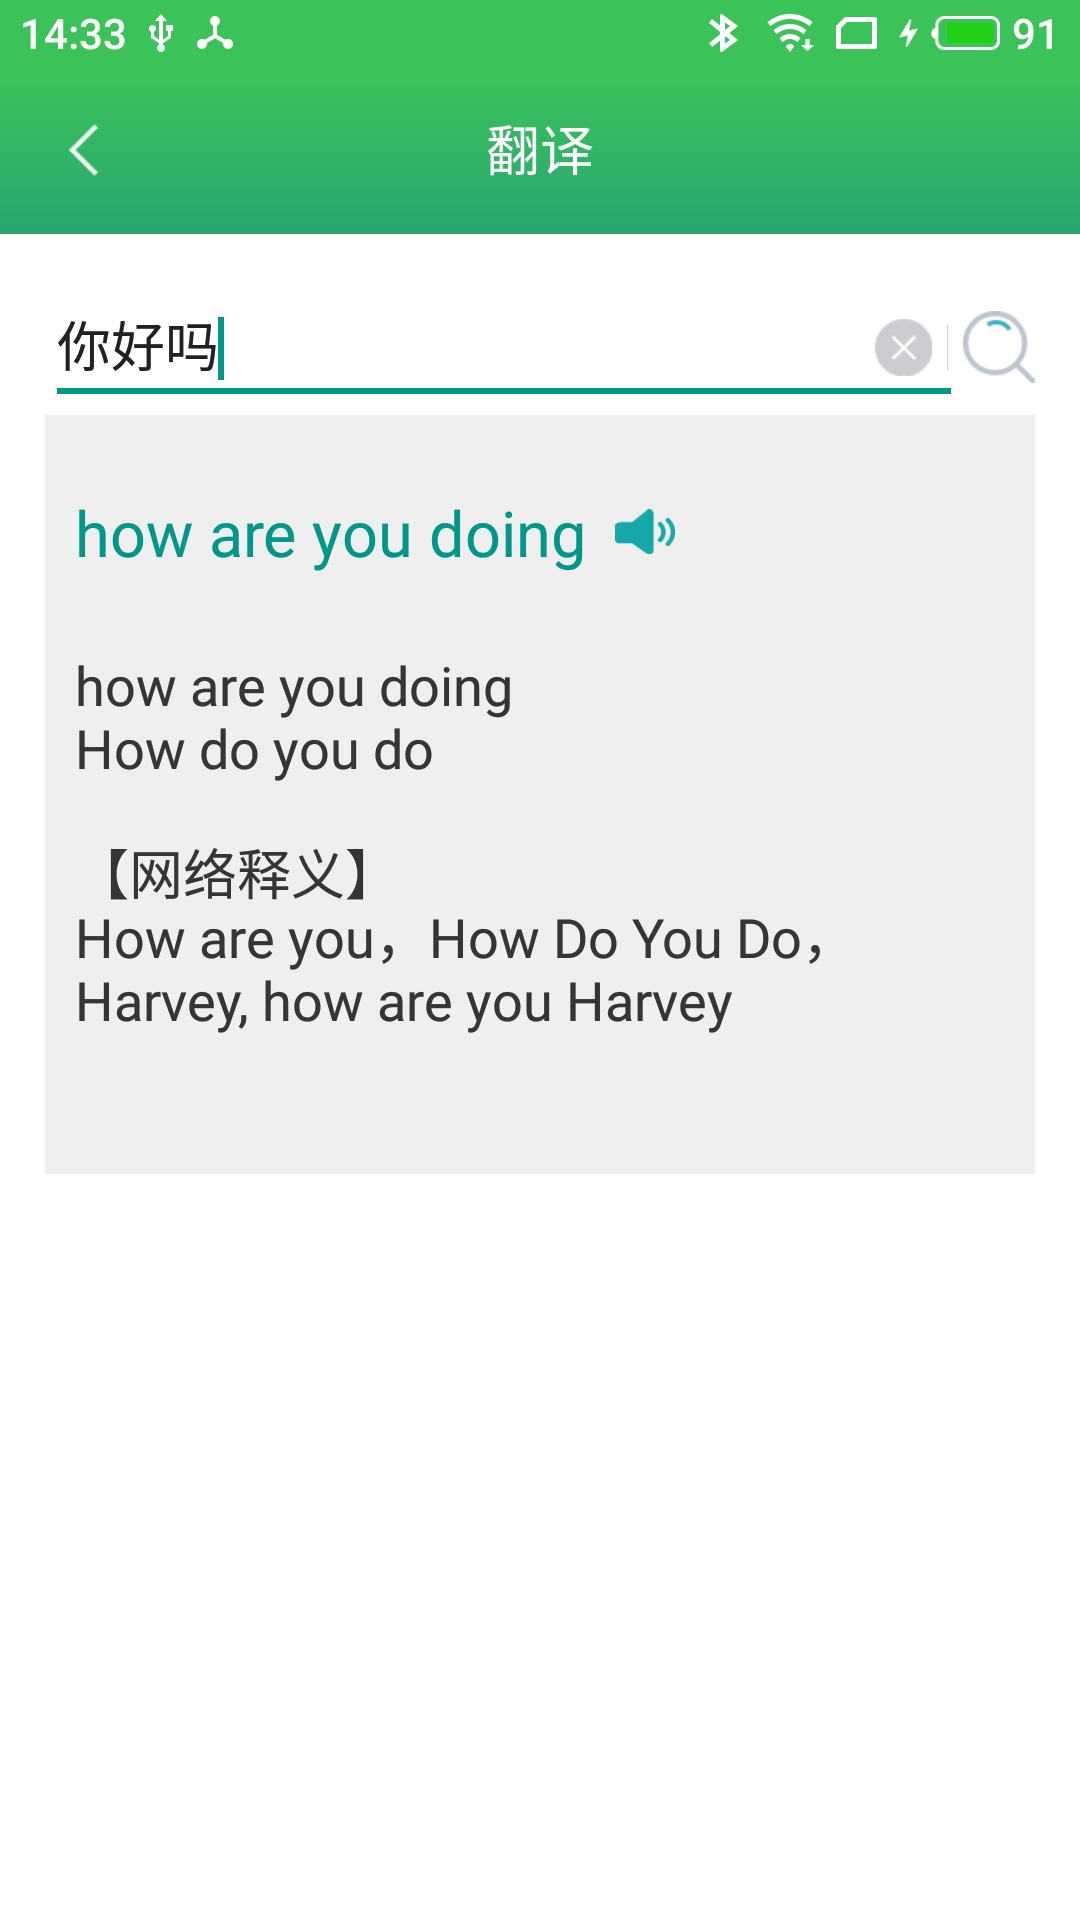 14:33
91
翻译
你好吗
how are you doing
how are you doing
How do you do
【网络释义】
How are you，How Do You Do，
Harvey, how are you Harvey